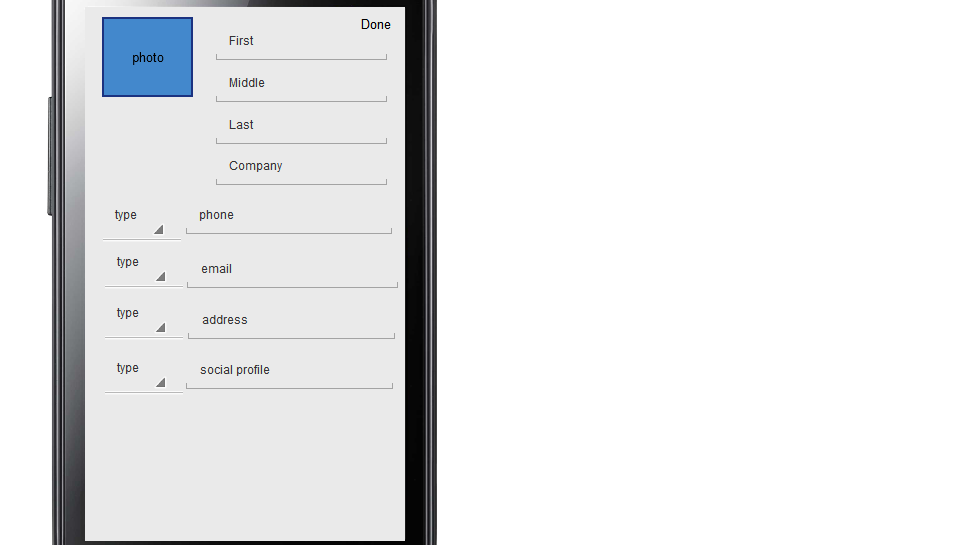 Done
photo
First
Middle
Last
Company
type
phone
type
email
type
address
type
social profile